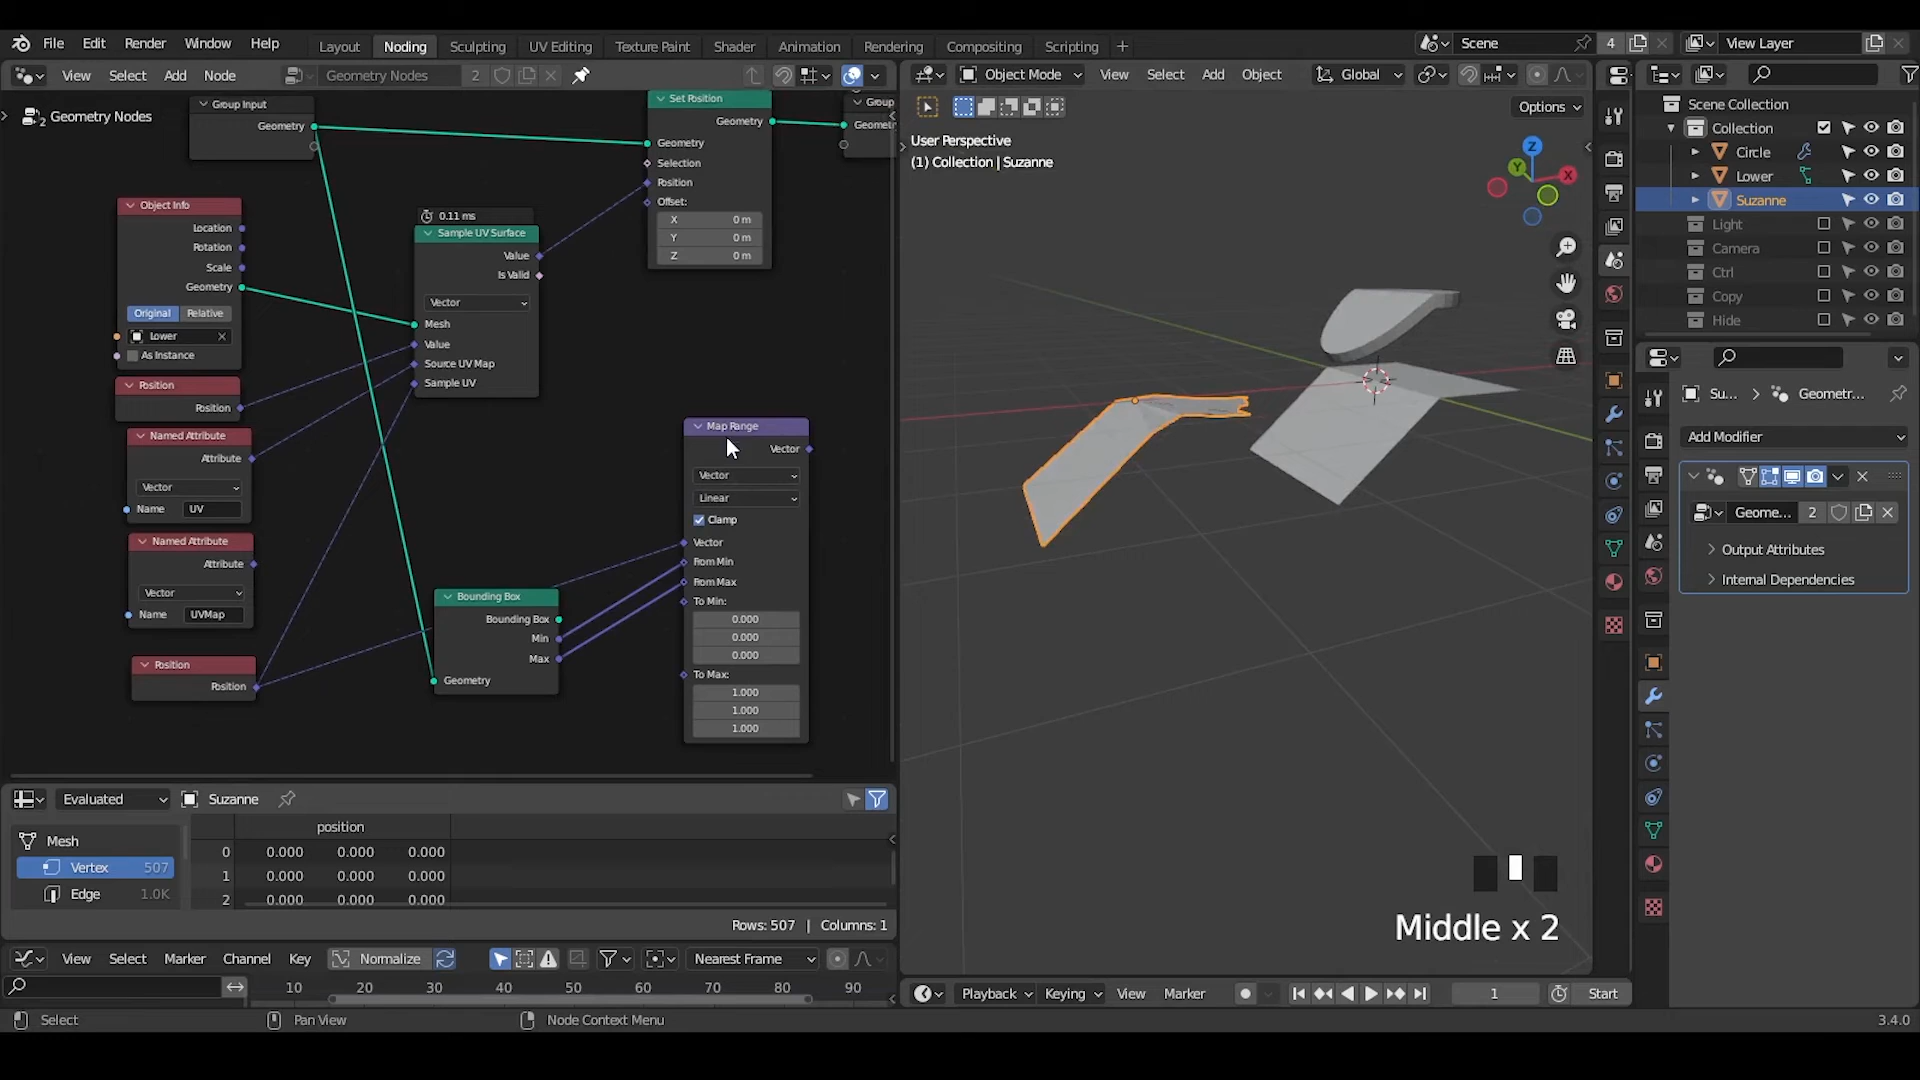 File Edit Render Window Help Layout Noding Sculpting UV Editing Texture Paint Shader Animation Rendering Compositing Scripting Scene 4 View Layer
View Select Add Node Geometry Nodes 2
Object Mode View Select Add Object Global
Options
Geometry Nodes
Group Input
Geometry
Set Position
Geometry
Geometry
Selection
Position
Offset:
X 0 m
Y 0 m
Z 0 m
Group
Object Info
Location
Rotation
Scale
Geometry
Original Relative
Lower
As Instance
0.11 ms
Sample UV Surface
Value
Is Valid
Vector
Mesh
Value
Source UV Map
Sample UV
Position
Position
Named Attribute
Attribute
Vector
Name UV
Named Attribute
Attribute
Vector
Name UVMap
Position
Position
Bounding Box
Bounding Box
Min
Max
Geometry
Map Range
Vector
Vector
Linear
Clamp
Vector
From Min
From Max
To Min:
0.000
0.000
0.000
To Max:
1.000
1.000
1.000
User Perspective
(1) Collection | Suzanne
Z
Y
X
Middle x 2
Scene Collection
Collection
Circle
Lower
Suzanne
Light
Camera
Ctrl
Copy
Hide
Su... > Geometr...
Add Modifier
Geome... 2
Output Attributes
Internal Dependencies
Evaluated Suzanne
Mesh
Vertex 507
Edge 1.0K
position
0 0.000 0.000 0.000
1 0.000 0.000 0.000
2 0.000 0.000 0.000
Rows: 507 | Columns: 1
View Select Marker Channel Key Normalize Nearest Frame
10 20 30 40 50 60 70 80 90
Playback Keying View Marker 1 Start
Select Pan View Node Context Menu 3.4.0